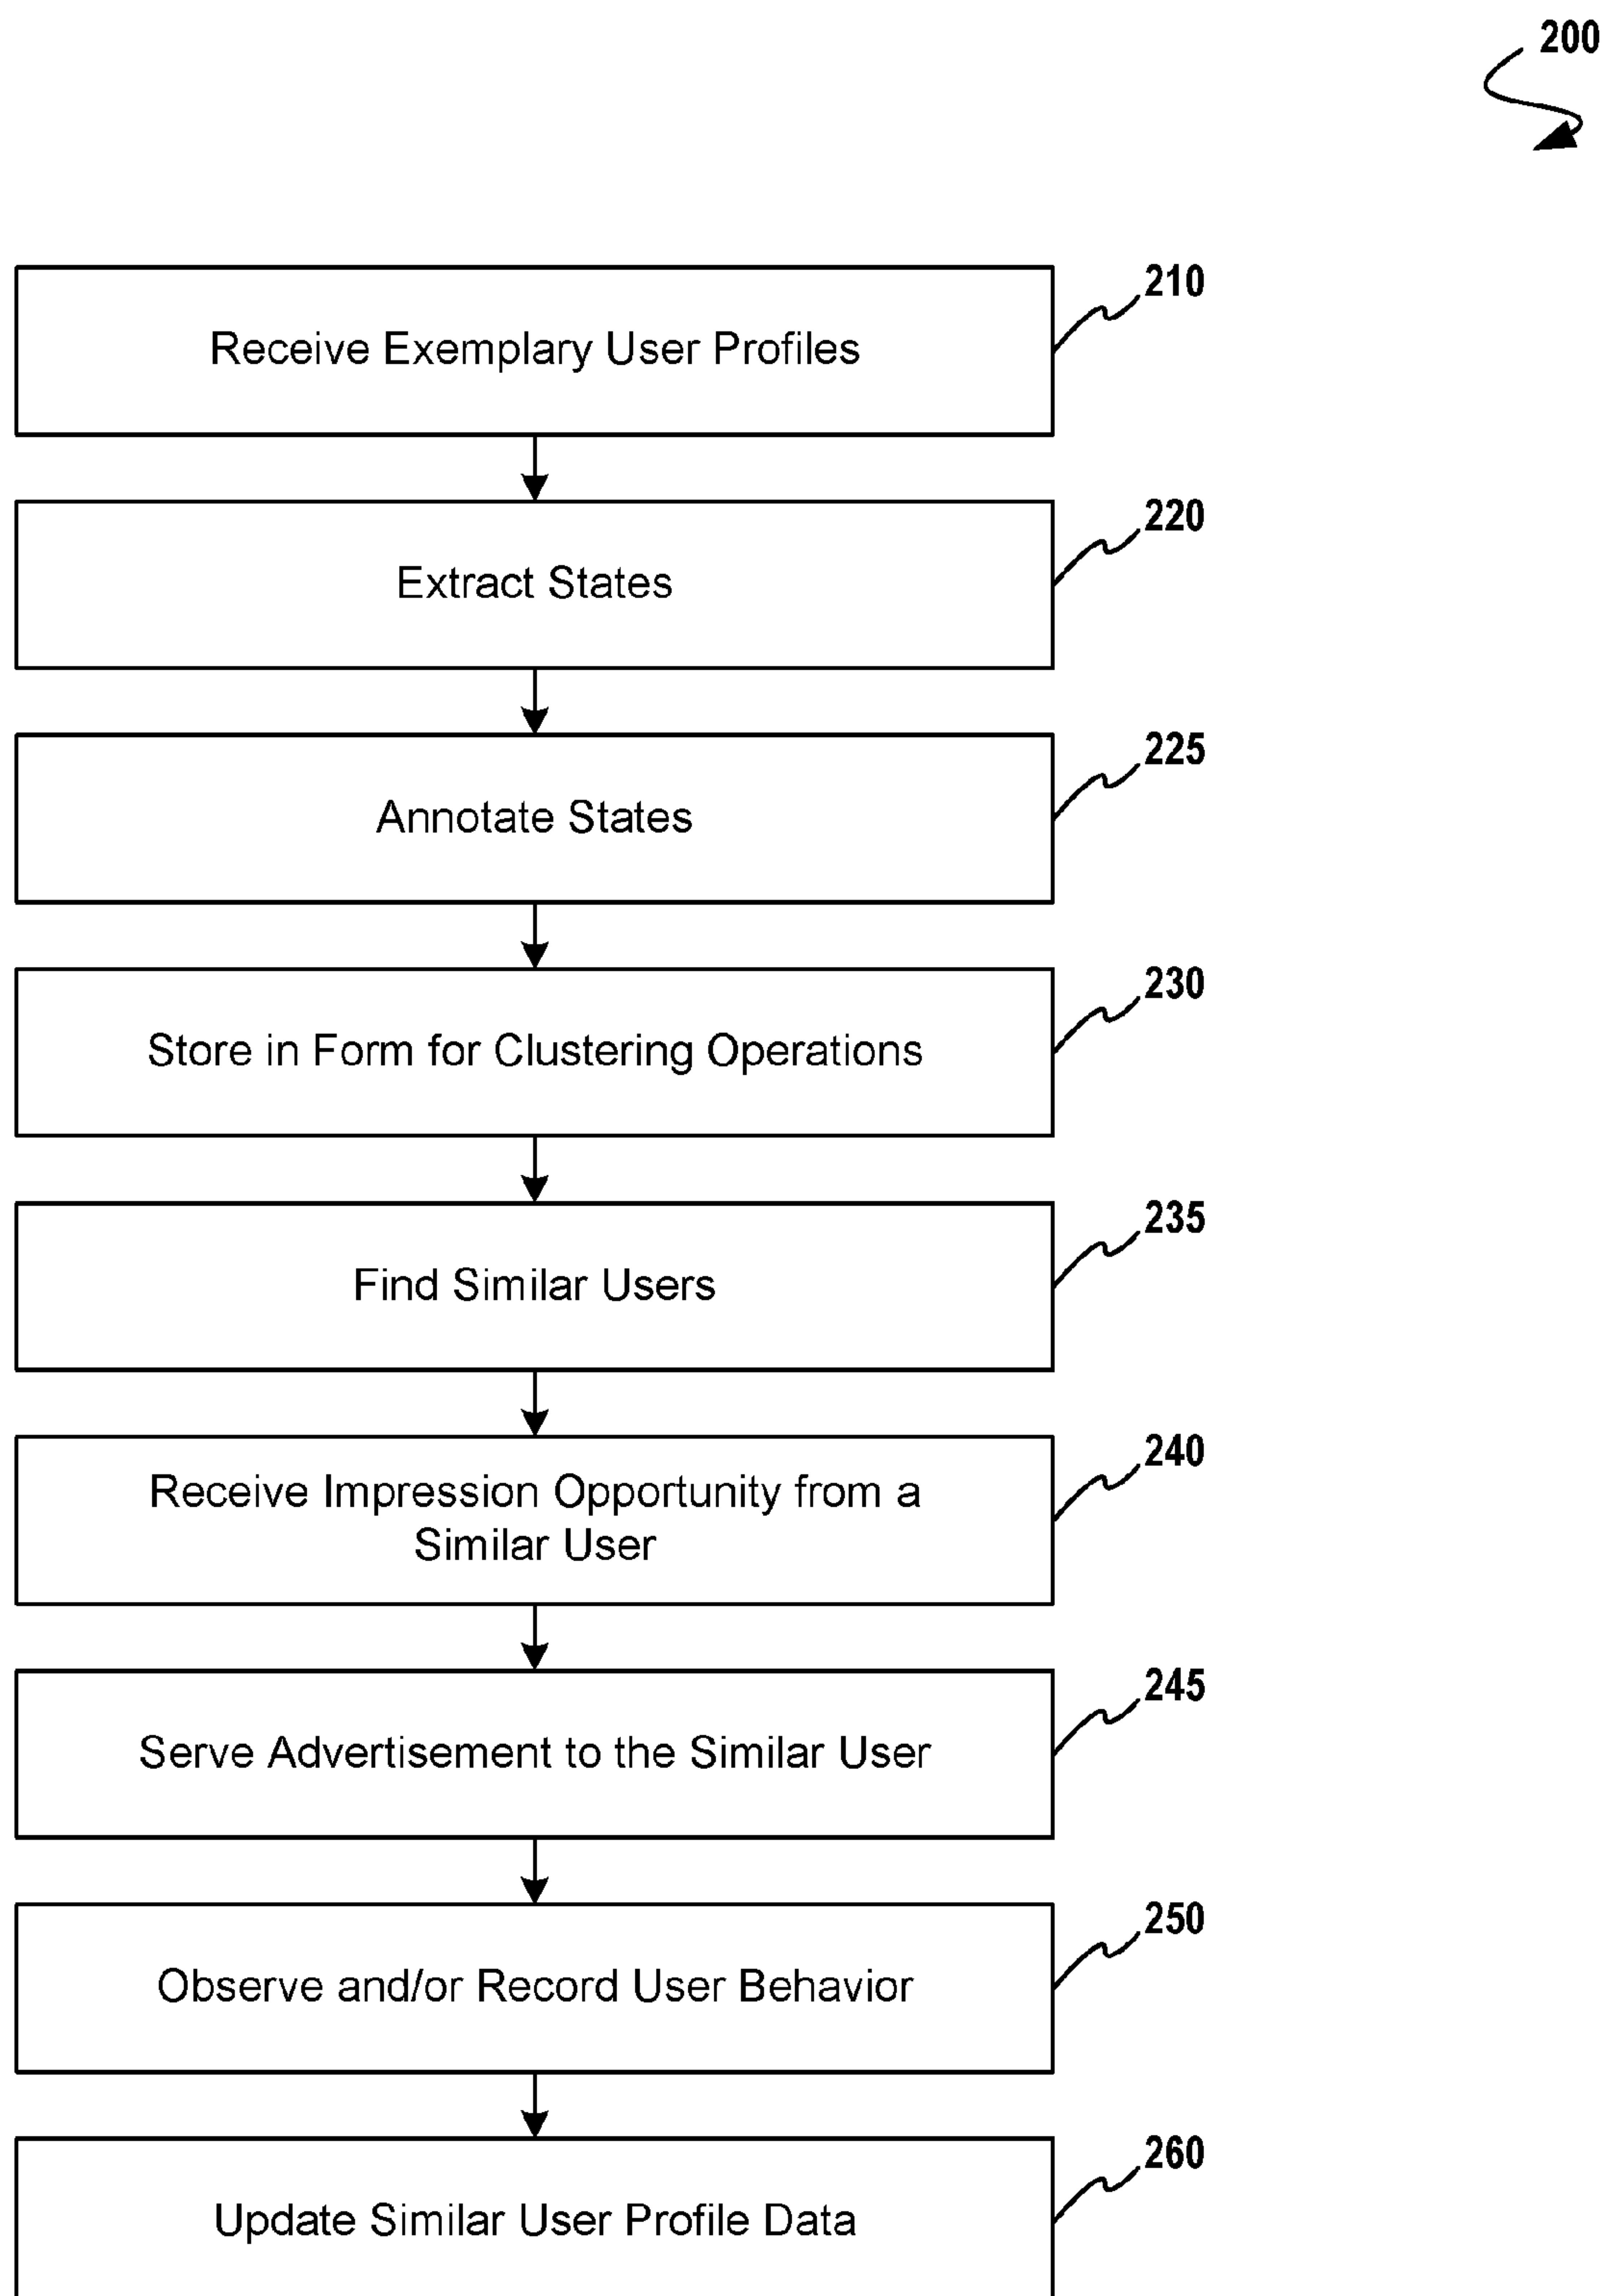 200
Receive Exemplary User Profiles
210
Extract States
220
Annotate States
225
Store in Form for Clustering Operations
230
Find Similar Users
235
Receive Impression Opportunity from a
Similar User
240
Serve Advertisement to the Similar User
245
Observe and/or Record User Behavior
250
Update Similar User Profile Data
260